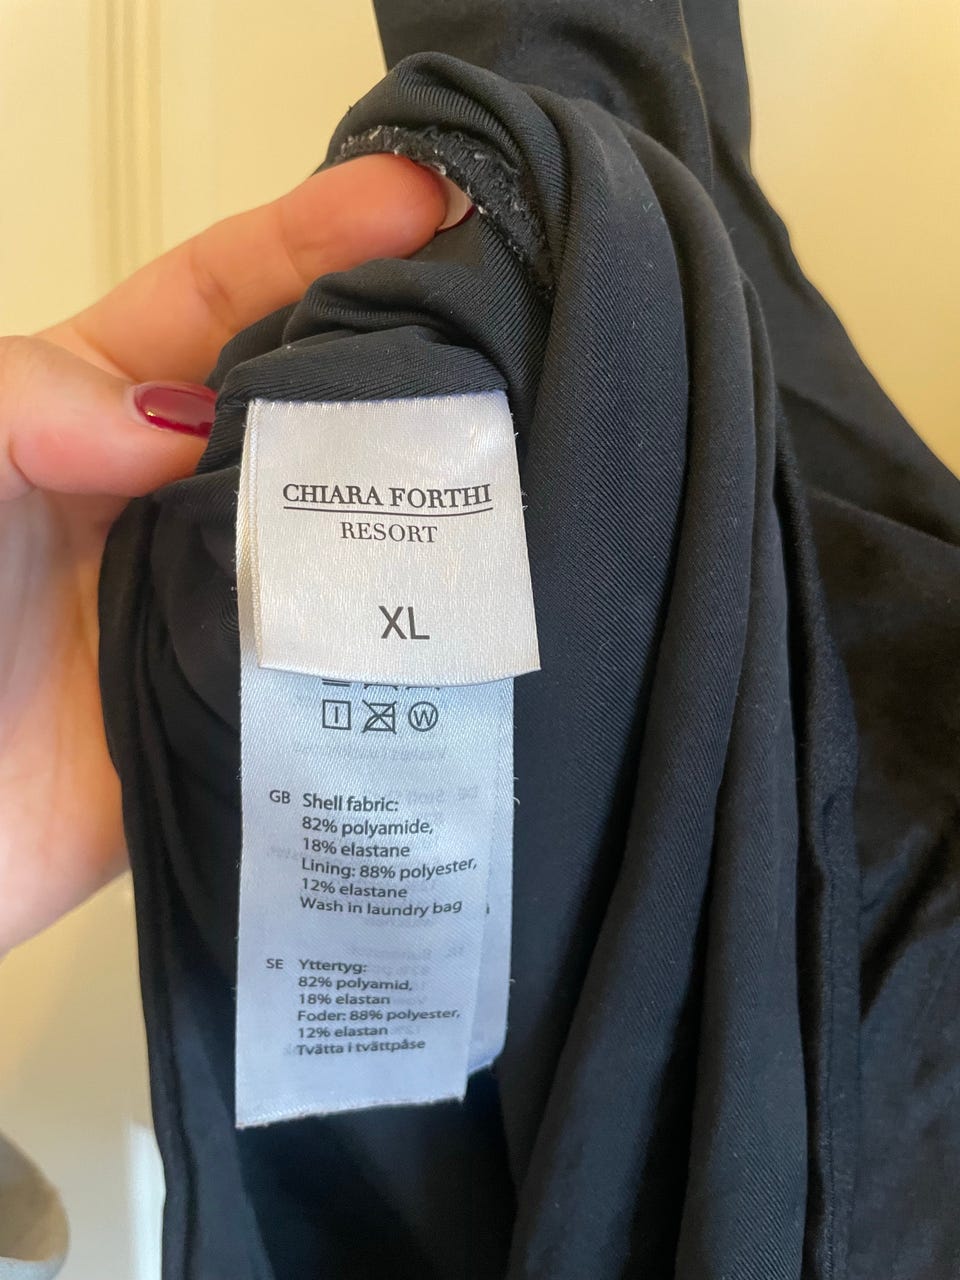 CHIARA FORTHI
RESORT
XL
W
GB Shell fabric:
82% polyamide,
18% elastane
Lining: 88% polyester,
12% elastane
Wash in laundry bag
SE Yttertyg:
82% polyamid,
18% elastan
Foder: 88% polyester,
12% elastan
Tvätta i tvättpåse